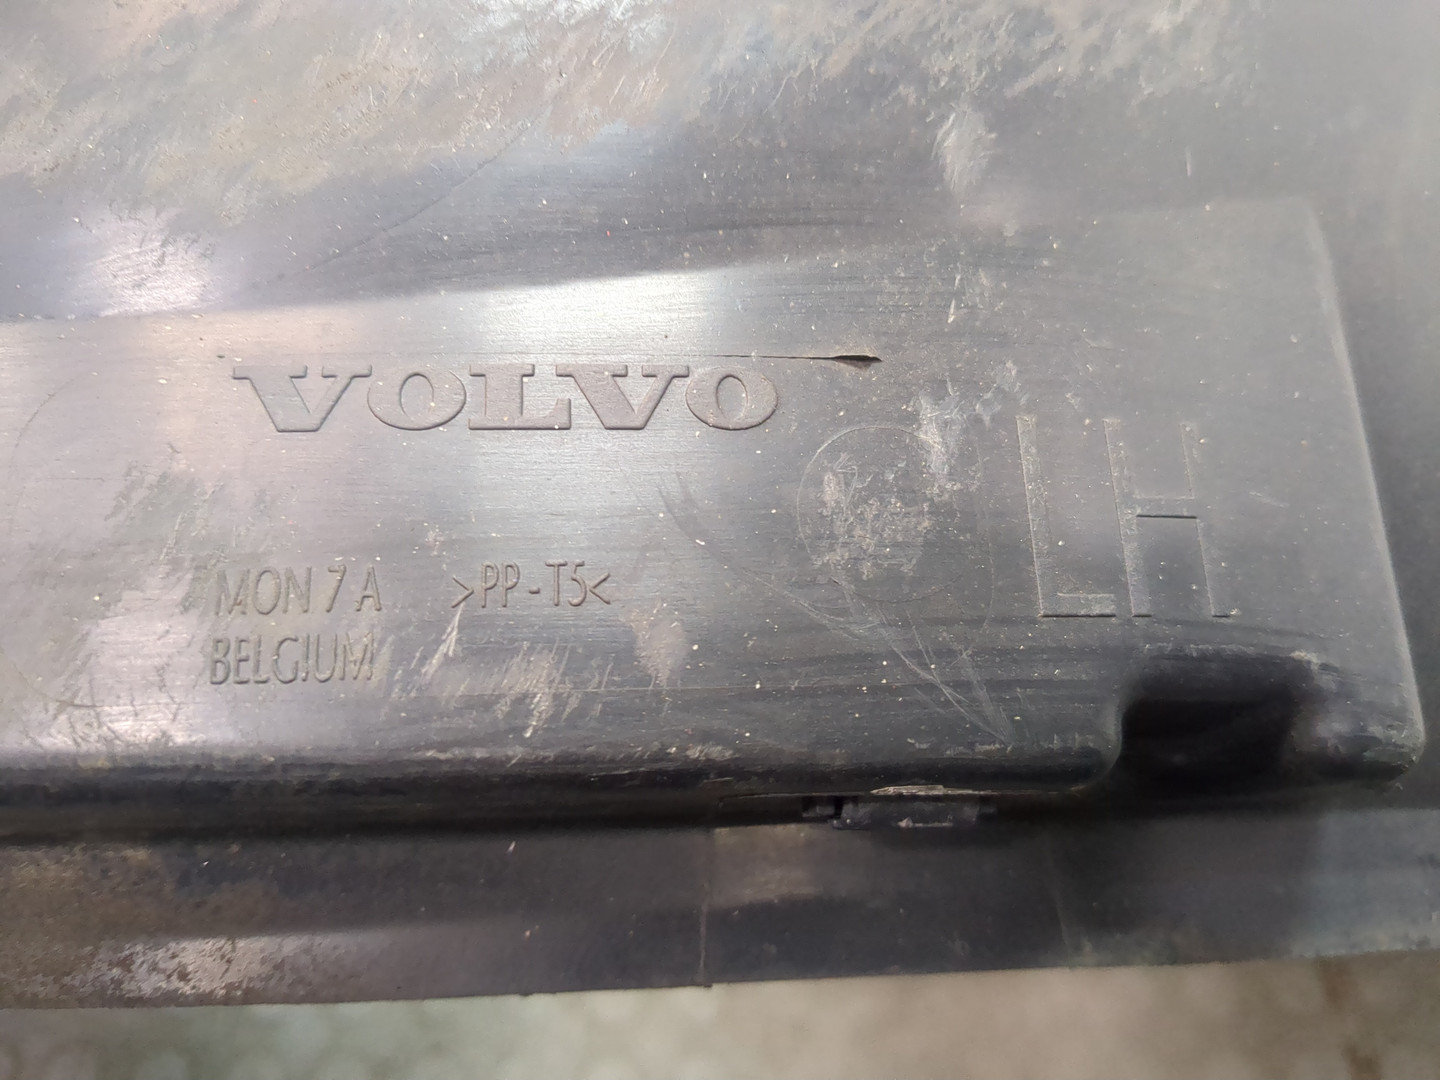 VOLVO
LH
MON 7 A >PP-T5<
BELGIUM